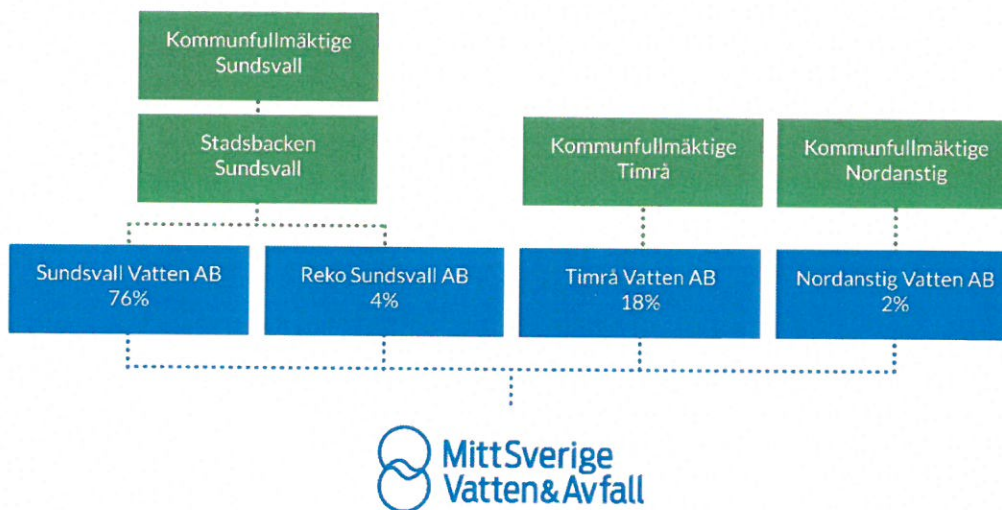 Kommunfullmäktige
Sundsvall
Stadsbacken
Sundsvall
Kommunfullmäktige
Timrå
Kommunfullmäktige
Nordanstig
Sundsvall Vatten AB
76%
Reko Sundsvall AB
4%
Timrå Vatten AB
18%
Nordanstig Vatten AB
2%
MittSverige
Vatten&Avfall